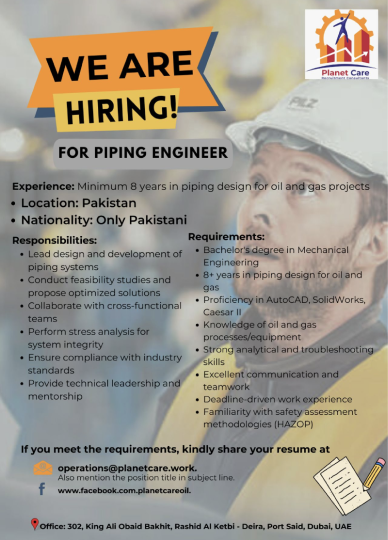 Planet Care
Recruitment Consultants
WE ARE
HIRING!
PILZ
FOR PIPING ENGINEER
Experience: Minimum 8 years in piping design for oil and gas projects
• Location: Pakistan
• Nationality: Only Pakistani
Responsibilities:
• Lead design and development of
piping systems
• Conduct feasibility studies and
propose optimized solutions
• Collaborate with cross-functional
teams
• Perform stress analysis for
system integrity
• Ensure compliance with industry
standards
• Provide technical leadership and
mentorship
Requirements:
• Bachelor's degree in Mechanical
Engineering
• 8+ years in piping design for oil and
gas
• Proficiency in AutoCAD, SolidWorks,
Caesar II
• Knowledge of oil and gas
processes/equipment
• Strong analytical and troubleshooting
skills
• Excellent communication and
teamwork
• Deadline-driven work experience
• Familiarity with safety assessment
methodologies (HAZOP)
If you meet the requirements, kindly share your resume at
operations@planetcare.work.
Also mention the position title in subject line.
www.facebook.com.planetcareoil.
Office: 302, King Ali Obaid Bakhit, Rashid Al Ketbi - Deira, Port Said, Dubai, UAE